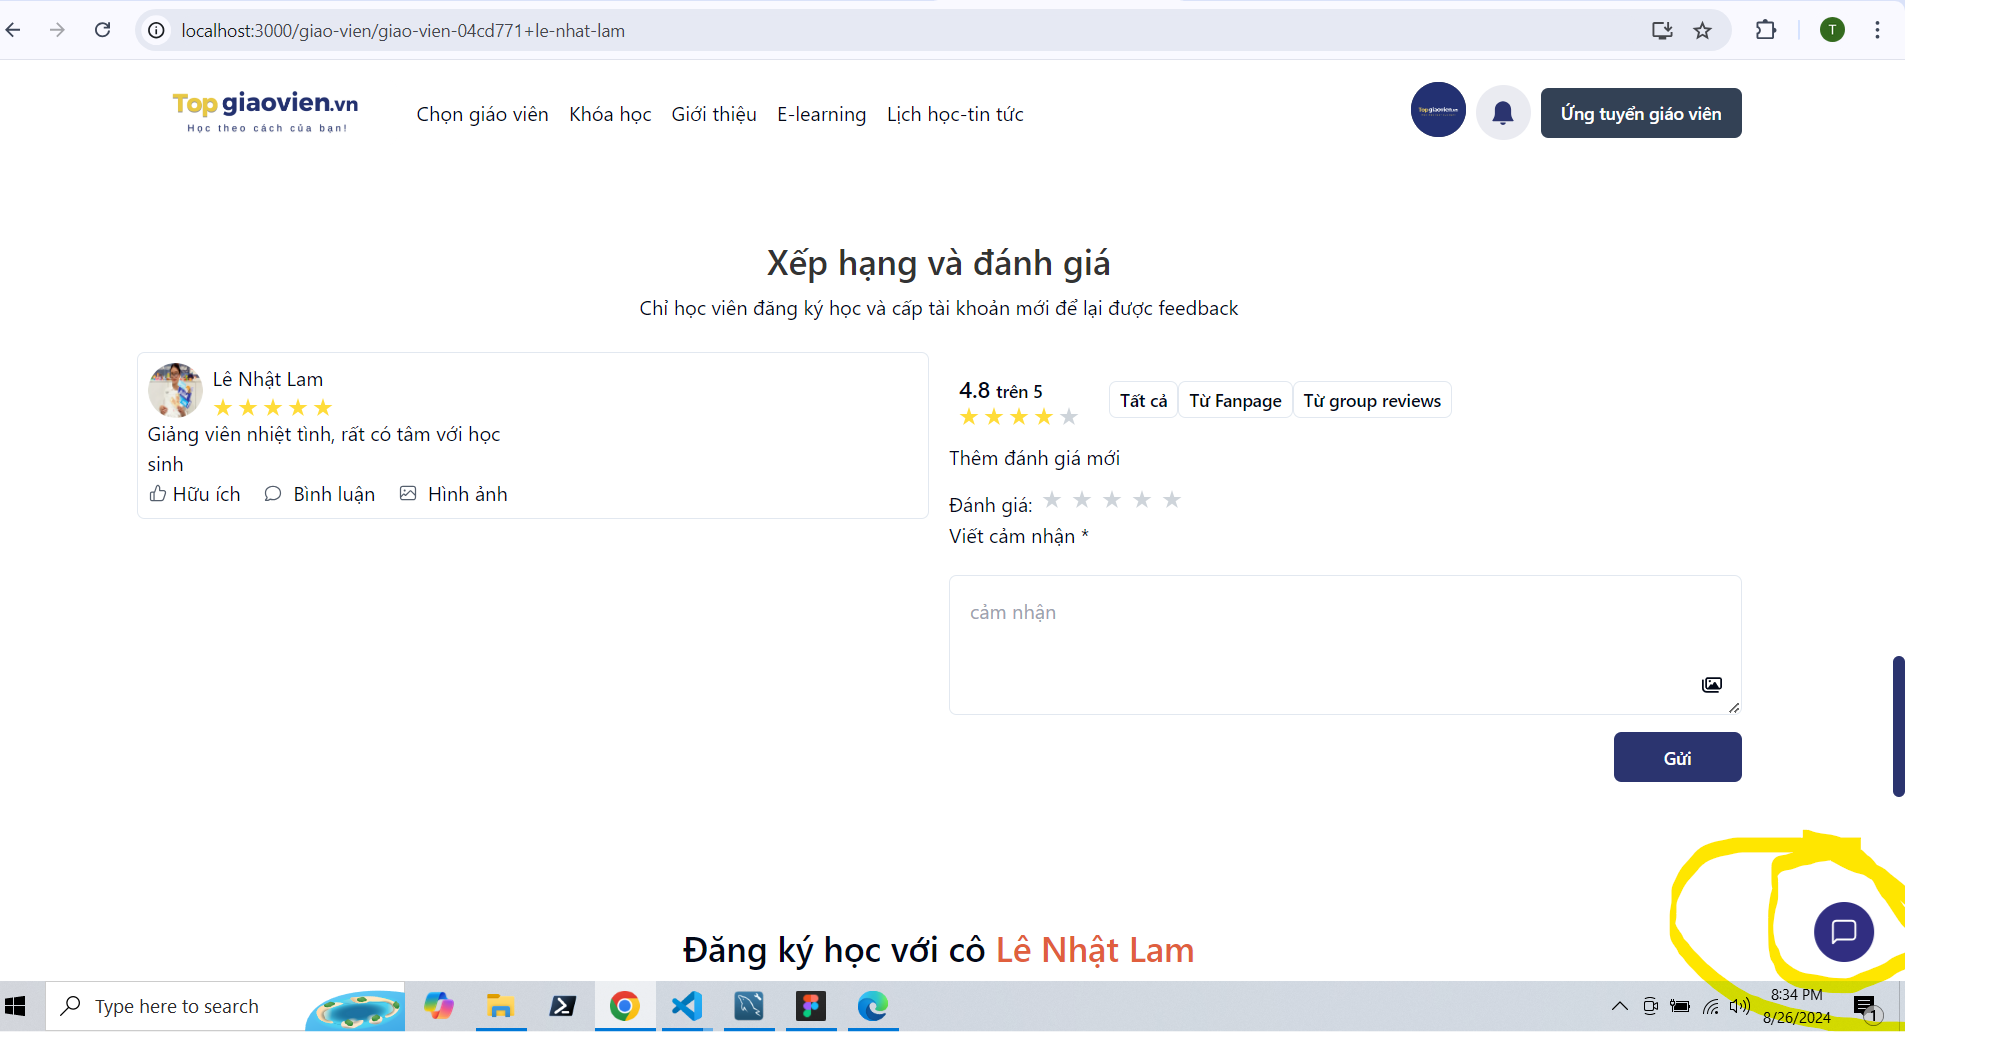 localhost:3000/giao-vien/giao-vien-04cd771+le-nhat-lam
T
Topgiaovien.vn
Học theo cách của bạn!
Chọn giáo viên
Khóa học
Giới thiệu
E-learning
Lịch học-tin tức
Topgiaovien.vn
Ứng tuyển giáo viên
Xếp hạng và đánh giá
Chỉ học viên đăng ký học và cấp tài khoản mới để lại được feedback
Lê Nhật Lam
Giảng viên nhiệt tình, rất có tâm với học
sinh
Hữu ích
Bình luận
Hình ảnh
4.8 trên 5
Tất cả
Từ Fanpage
Từ group reviews
Thêm đánh giá mới
Đánh giá:
Viết cảm nhận *
cảm nhận
Gửi
Đăng ký học với cô Lê Nhật Lam
Type here to search
8:34 PM
8/26/2024
1